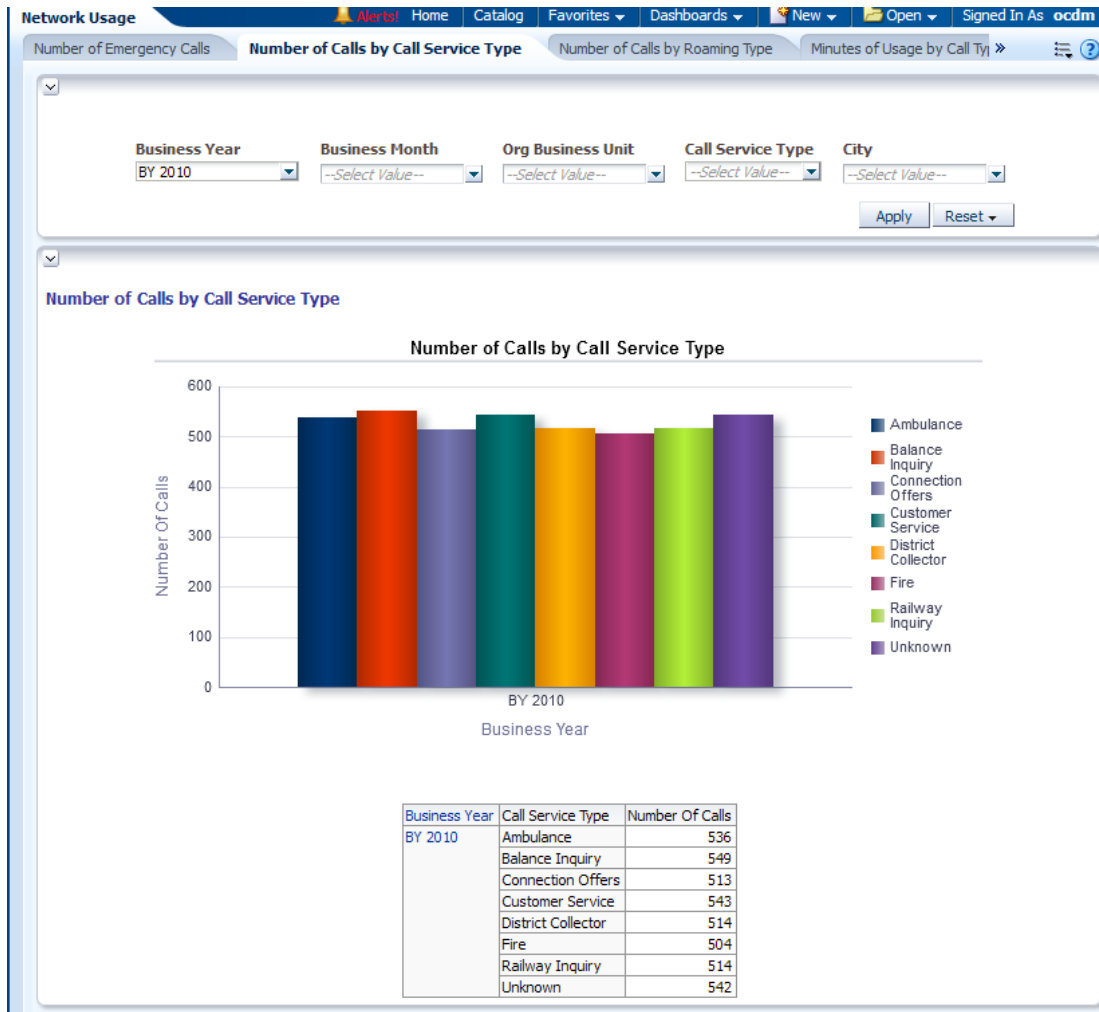 Network Usage
Alerts! Home Catalog Favorites Dashboards New Open Signed In As ocdm
Number of Emergency Calls Number of Calls by Call Service Type Number of Calls by Roaming Type Minutes of Usage by Call Ty »
Business Year Business Month Org Business Unit Call Service Type City
BY 2010 --Select Value-- --Select Value-- --Select Value-- --Select Value--
Apply Reset
Number of Calls by Call Service Type
Number of Calls by Call Service Type
600
500
400
300
200
100
0
Number Of Calls
BY 2010
Business Year
Ambulance
Balance
Inquiry
Connection
Offers
Customer
Service
District
Collector
Fire
Railway
Inquiry
Unknown
Business Year Call Service Type Number Of Calls
BY 2010 Ambulance 536
Balance Inquiry 549
Connection Offers 513
Customer Service 543
District Collector 514
Fire 504
Railway Inquiry 514
Unknown 542